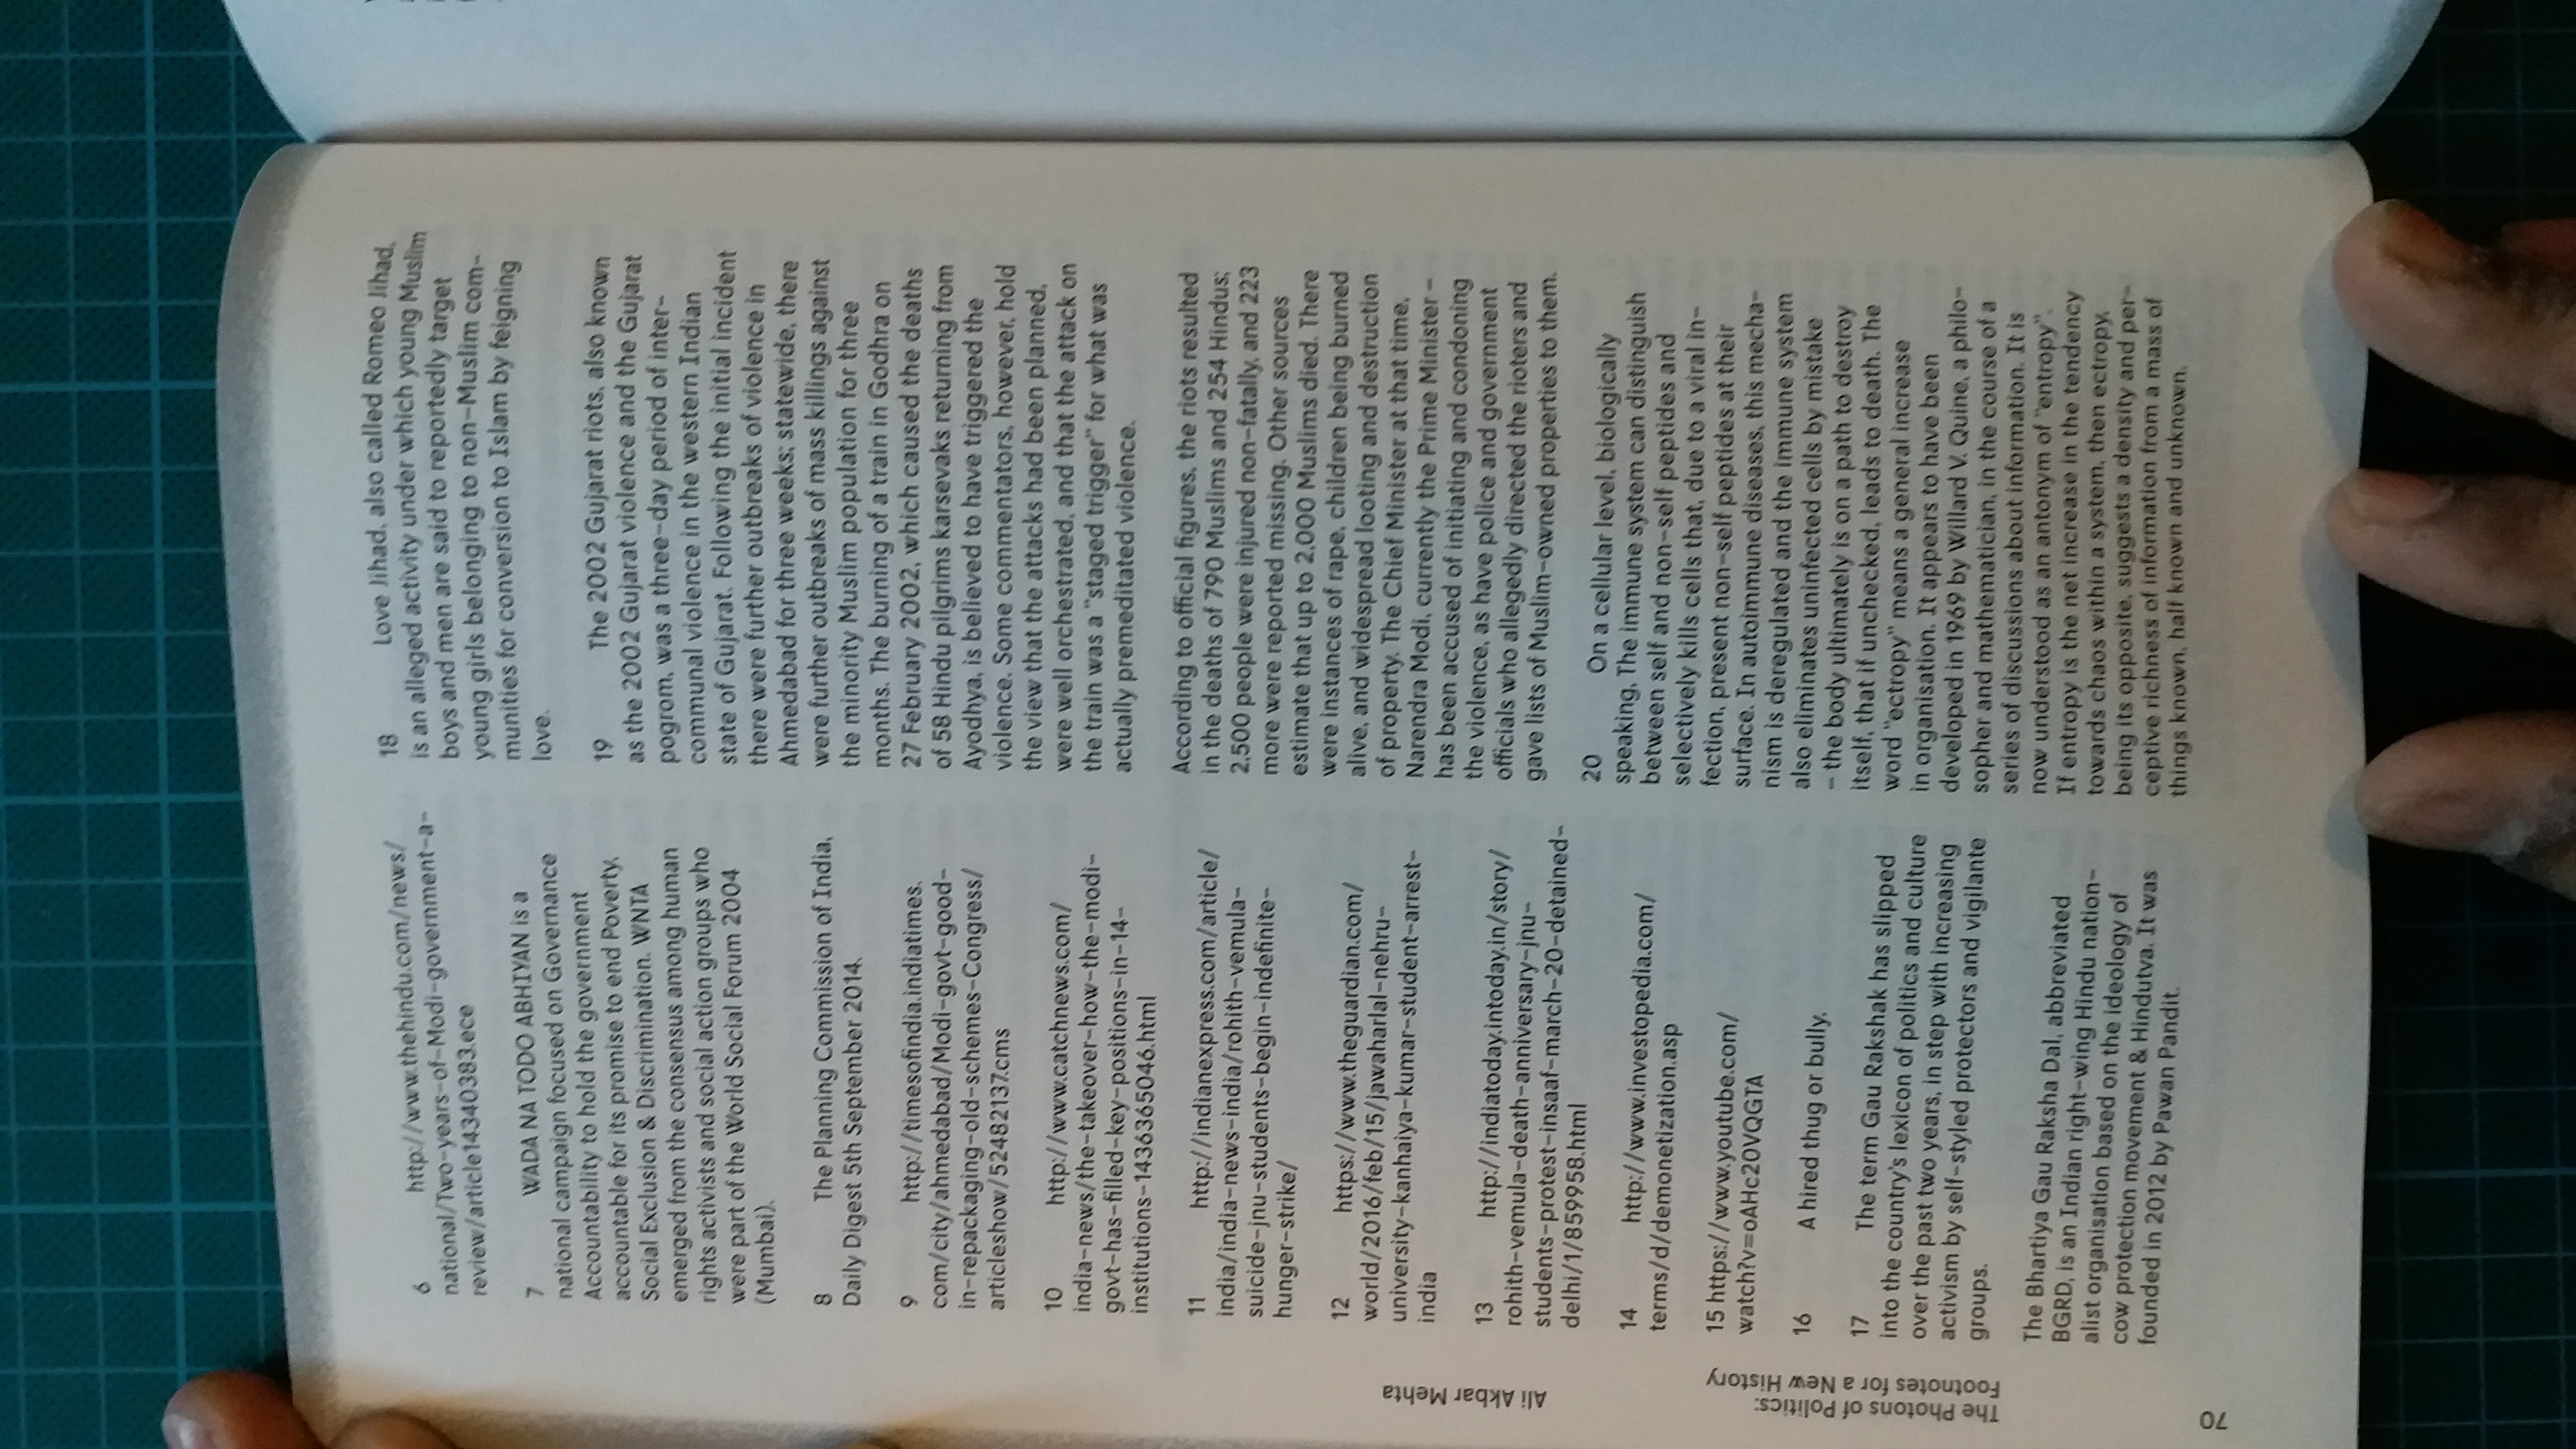 6 http://www.thehindu.com/news/
national/Two-years-of-Modi-government-a-
review/article14340383.ece
7 WADA NA TODO ABHIYAN is a
national campaign focused on Governance
Accountability to hold the government
accountable for its promise to end Poverty,
Social Exclusion & Discrimination. WNTA
emerged from the consensus among human
rights activists and social action groups who
were part of the World Social Forum 2004
(Mumbai).
8 The Planning Commission of India,
Daily Digest 5th September 2014.
9 http://timesofindia.indiatimes.
com/city/ahmedabad/Modi-govt-good-
in-repackaging-old-schemes-Congress/
articleshow/52482137.cms
10 http://www.catchnews.com/
india-news/the-takeover-how-the-modi-
govt-has-filled-key-positions-in-14-
institutions-1436365046.html
11 http://indianexpress.com/article/
india/india-news-india/rohith-vemula-
suicide-jnu-students-begin-indefinite-
hunger-strike/
12 https://www.theguardian.com/
world/2016/feb/15/jawaharlal-nehru-
university-kanhaiya-kumar-student-arrest-
india
13 http://indiatoday.intoday.in/story/
rohith-vemula-death-anniversary-jnu-
students-protest-insaaf-march-20-detained-
delhi/1/859958.html
14 http://www.investopedia.com/
terms/d/demonetization.asp
15 https://www.youtube.com/
watch?v=oAHc20VQGTA
16 A hired thug or bully.
17 The term Gau Rakshak has slipped
into the country's lexicon of politics and culture
over the past two years, in step with increasing
activism by self-styled protectors and vigilante
groups.
The Bhartiya Gau Raksha Dal, abbreviated
BGRD, is an Indian right-wing Hindu nation-
alist organisation based on the ideology of
cow protection movement & Hindutva. It was
founded in 2012 by Pawan Pandit.
18 Love Jihad, also called Romeo Jihad,
is an alleged activity under which young Muslim
boys and men are said to reportedly target
young girls belonging to non-Muslim com-
munities for conversion to Islam by feigning
love.
19 The 2002 Gujarat riots, also known
as the 2002 Gujarat violence and the Gujarat
pogrom, was a three-day period of inter-
communal violence in the western Indian
state of Gujarat. Following the initial incident
there were further outbreaks of violence in
Ahmedabad for three weeks; statewide, there
were further outbreaks of mass killings against
the minority Muslim population for three
months. The burning of a train in Godhra on
27 February 2002, which caused the deaths
of 58 Hindu pilgrims karsevaks returning from
Ayodhya, is believed to have triggered the
violence. Some commentators, however, hold
the view that the attacks had been planned,
were well orchestrated, and that the attack on
the train was a "staged trigger" for what was
actually premeditated violence.
According to official figures, the riots resulted
in the deaths of 790 Muslims and 254 Hindus;
2,500 people were injured non-fatally, and 223
more were reported missing. Other sources
estimate that up to 2,000 Muslims died. There
were instances of rape, children being burned
alive, and widespread looting and destruction
of property. The Chief Minister at that time,
Narendra Modi, currently the Prime Minister –
has been accused of initiating and condoning
the violence, as have police and government
officials who allegedly directed the rioters and
gave lists of Muslim-owned properties to them.
20 On a cellular level, biologically
speaking, The immune system can distinguish
between self and non-self peptides and
selectively kills cells that, due to a viral in-
fection, present non-self peptides at their
surface. In autoimmune diseases, this mecha-
nism is deregulated and the immune system
also eliminates uninfected cells by mistake
– the body ultimately is on a path to destroy
itself, that if unchecked, leads to death. The
word "ectropy" means a general increase
in organisation. It appears to have been
developed in 1969 by Willard V. Quine, a philo-
sopher and mathematician, in the course of a
series of discussions about information. It is
now understood as an antonym of "entropy".
If entropy is the net increase in the tendency
towards chaos within a system, then ectropy,
being its opposite, suggests a density and per-
ceptive richness of information from a mass of
things known, half known and unknown.
Ali Akbar Mehta
The Photons of Politics:
Footnotes for a New History
70